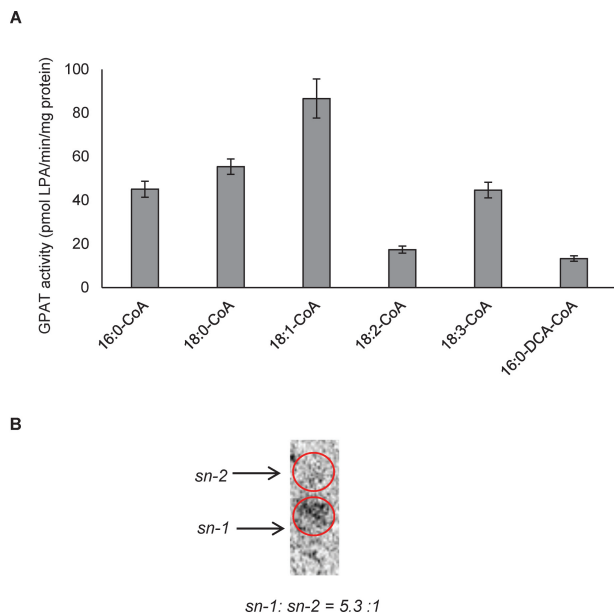 A
GPAT activity (pmol LPA/min/mg protein)
100
80
60
40
20
0
16:0-CoA
18:0-CoA
18:1-CoA
18:2-CoA
18:3-CoA
16:0-DCA-CoA
B
sn-2
sn-1
sn-1: sn-2 = 5.3 :1